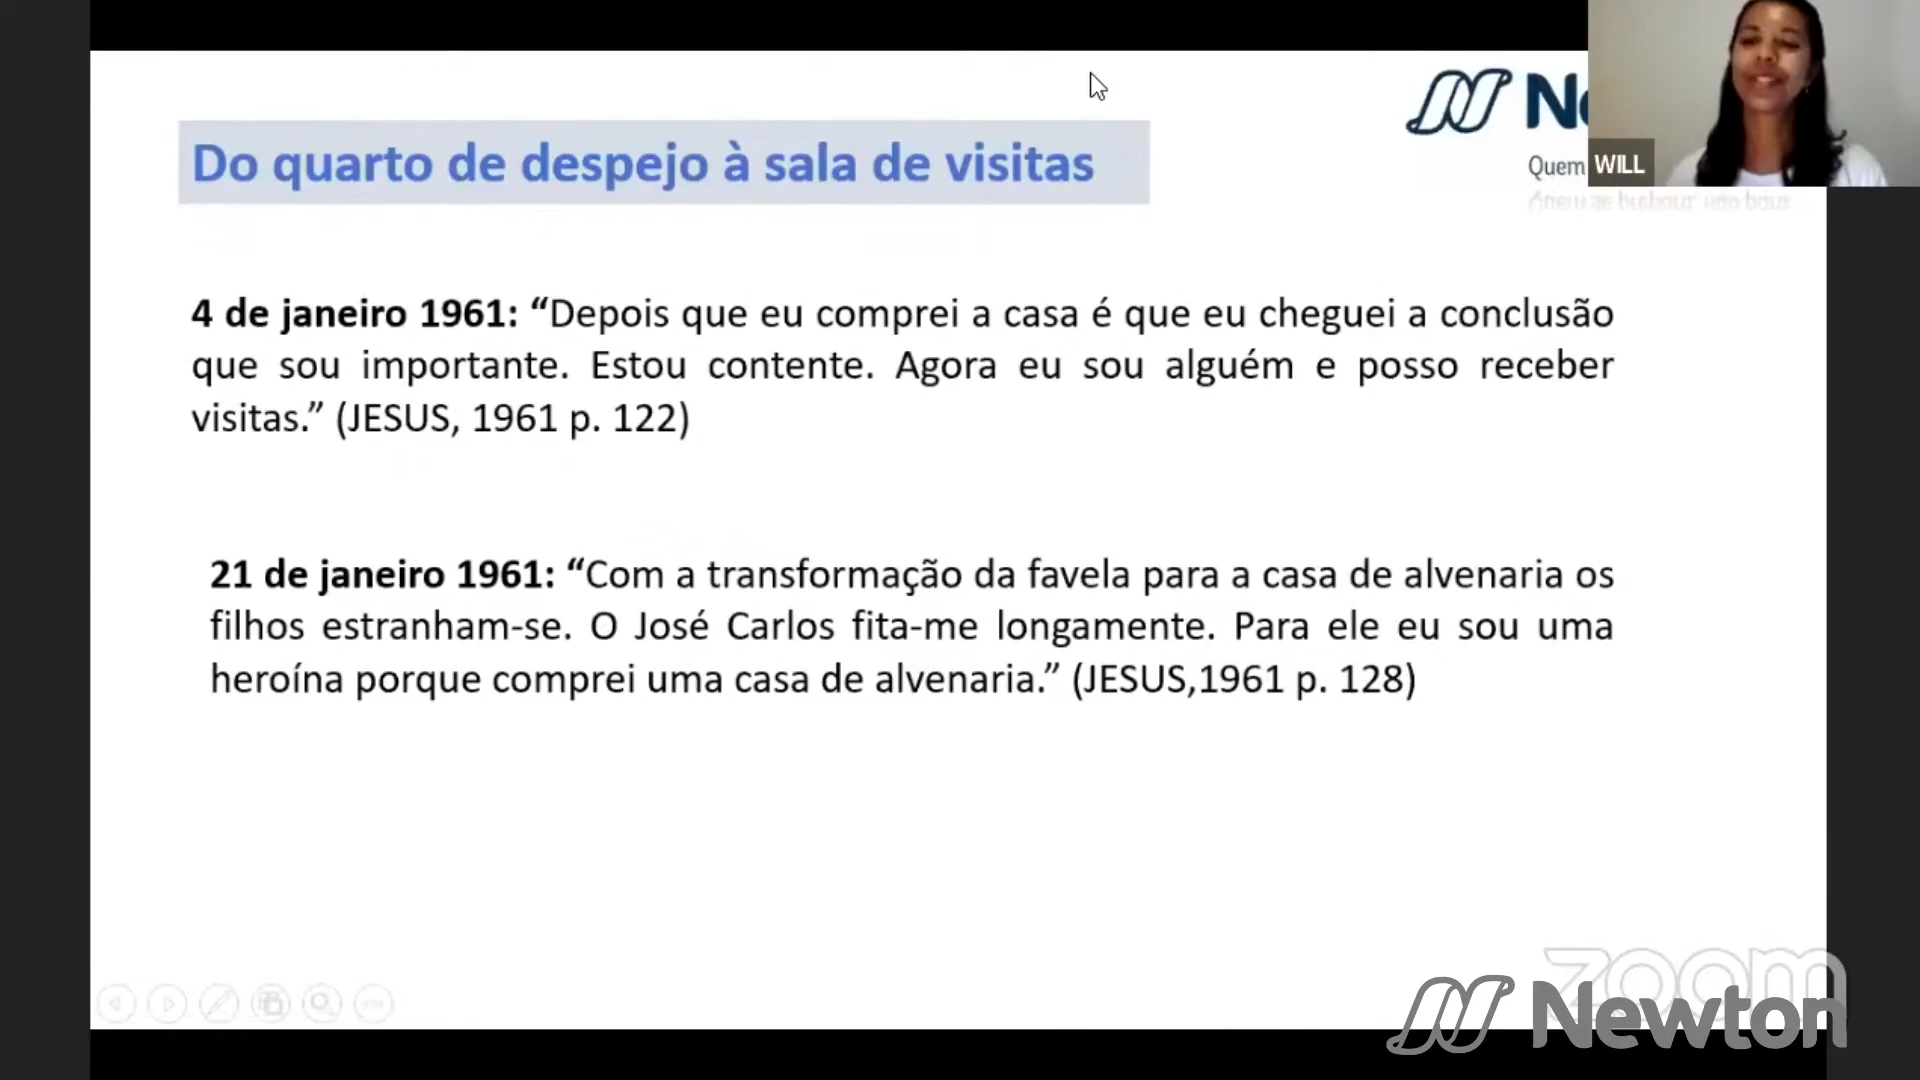 Do quarto de despejo à sala de visitas
Quem
WILL
4 de janeiro 1961: “Depois que eu comprei a casa é que eu cheguei a conclusão
que sou importante. Estou contente. Agora eu sou alguém e posso receber
visitas.” (JESUS, 1961 p. 122)
21 de janeiro 1961: “Com a transformação da favela para a casa de alvenaria os
filhos estranham-se. O José Carlos fita-me longamente. Para ele eu sou uma
heroína porque comprei uma casa de alvenaria.” (JESUS,1961 p. 128)
zoom
Newton